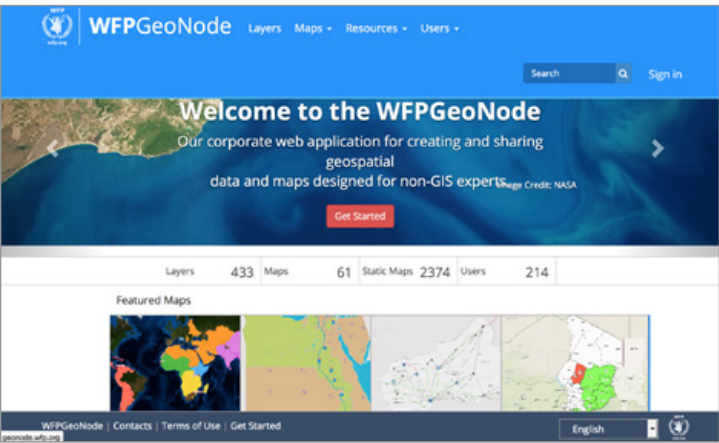 WFP
wfp.org
WFPGeoNode Layers Maps Resources Users
Search Sign in
Welcome to the WFPGeoNode
Our corporate web application for creating and sharing
geospatial
data and maps designed for non-GIS experts.
Image Credit: NASA
Get Started
Layers 433 Maps 61 Static Maps 2374 Users 214
Featured Maps
WFPGeoNode | Contacts | Terms of Use | Get Started
English
geonode.wfp.org